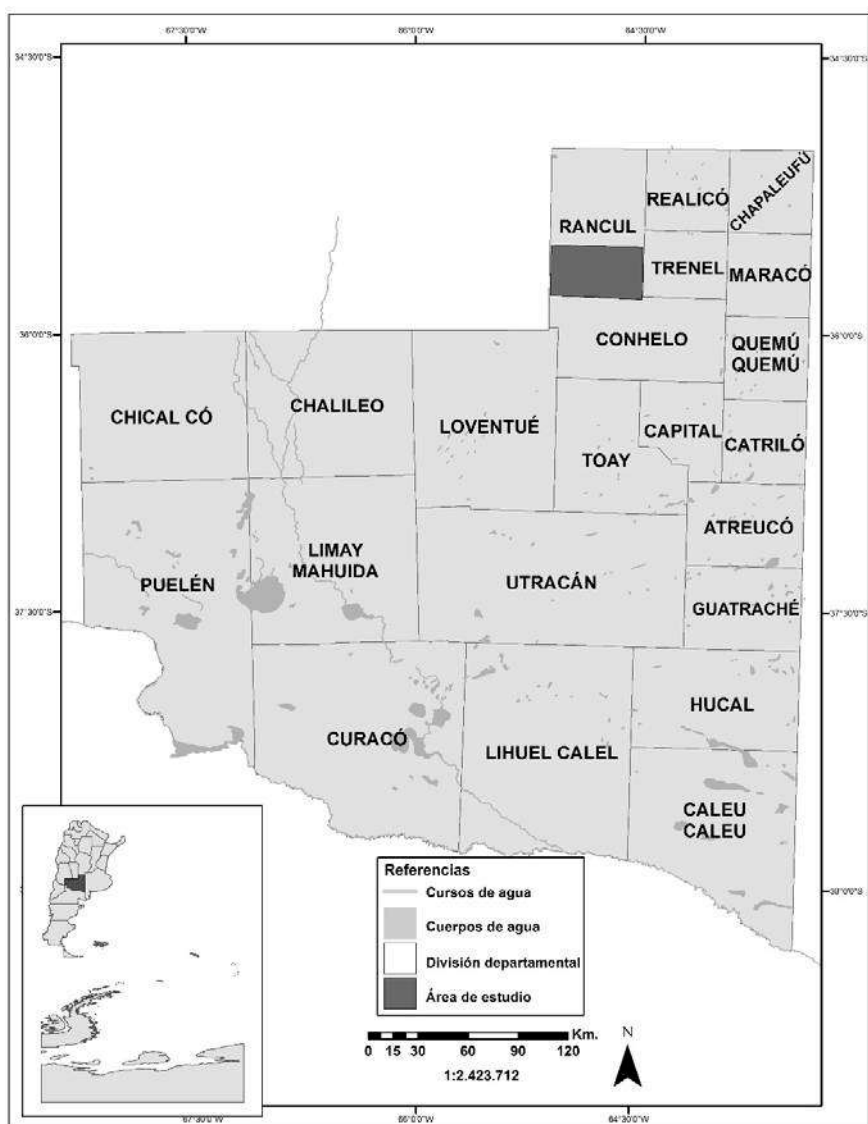 67°30'0"W 66°0'0"W 64°30'0"W
34°30'0"S 34°30'0"S
CHAPALEUFÚ
REALICÓ
RANCUL
TRENEL
MARACÓ
36°0'0"S 36°0'0"S
CONHELO
QUEMÚ
QUEMÚ
CHICAL CÓ
CHALILEO
LOVENTUÉ
CAPITAL
CATRILÓ
TOAY
ATREUCÓ
LIMAY
MAHUIDA
PUELÉN
UTRACÁN
GUATRACHÉ
37°30'0"S 37°30'0"S
HUCAL
CURACÓ
LIHUEL CALEL
CALEU
CALEU
Referencias
Cursos de agua
Cuerpos de agua
División departamental
Área de estudio
Km.
0 15 30 60 90 120
1:2.423.712
N
67°30'0"W 66°0'0"W 64°30'0"W